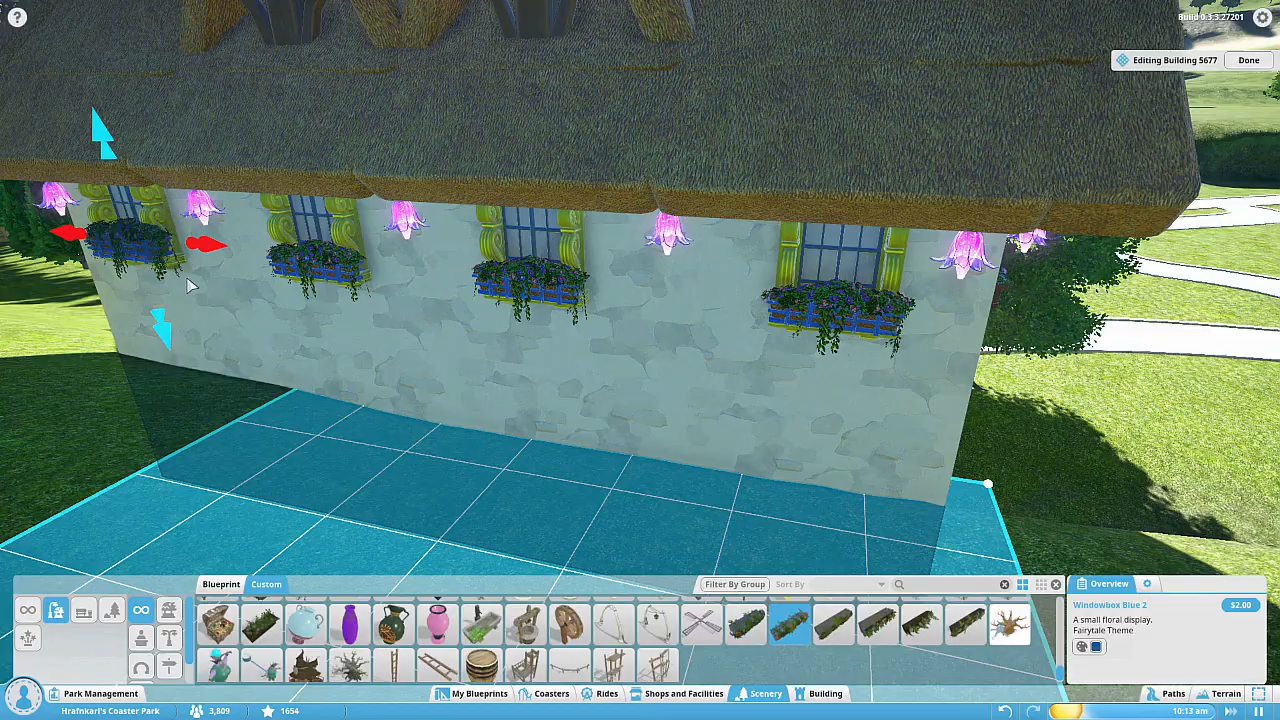 ?
Build 0.3.3.27201
Editing Building 5677
Done
Blueprint
Custom
Filter By Group
Sort By
Overview
Windowbox Blue 2
$2.00
A small floral display.
Fairytale Theme
Park Management
My Blueprints
Coasters
Rides
Shops and Facilities
Scenery
Building
Paths
Terrain
Hrafnkarl's Coaster Park
3,809
1654
10:13 am